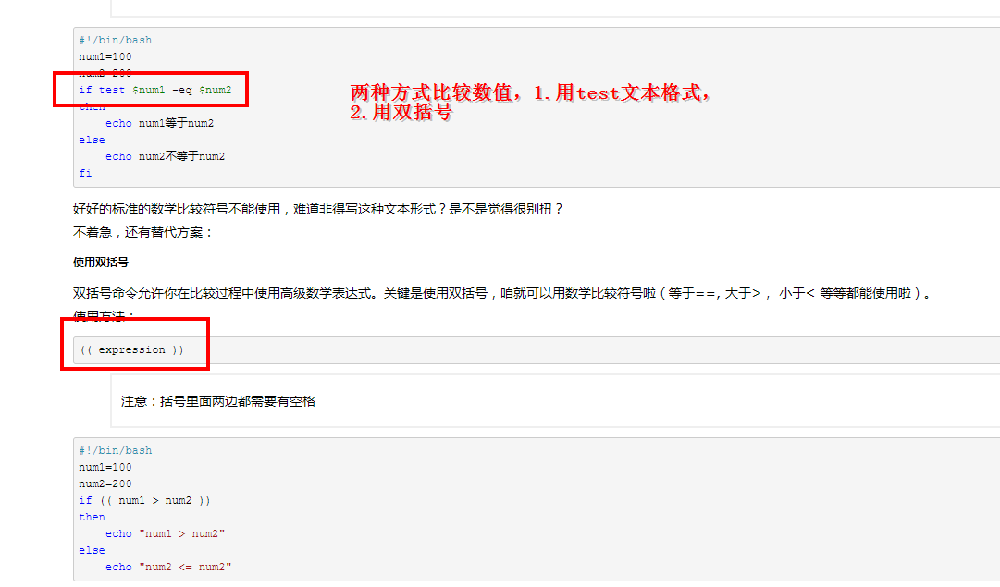 #!/bin/bash
num1=100
num2=200
if test $num1 -eq $num2
then
echo num1等于num2
else
echo num2不等于num2
fi
两种方式比较数值，1.用test文本格式，
2.用双括号
好好的标准的数学比较符号不能使用，难道非得写这种文本形式？是不是觉得很别扭？
不着急，还有替代方案：
使用双括号
双括号命令允许你在比较过程中使用高级数学表达式。关键是使用双括号，咱就可以用数学比较符号啦（等于==, 大于>， 小于< 等等都能使用啦）。
使用方法：
(( expression ))
注意：括号里面两边都需要有空格
#!/bin/bash
num1=100
num2=200
if (( num1 > num2 ))
then
echo "num1 > num2"
else
echo "num2 <= num2"